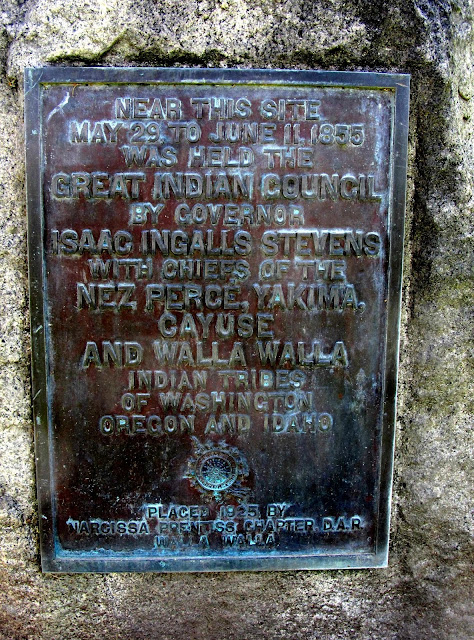 NEAR THIS SITE
MAY 29 TO JUNE 11, 1855
WAS HELD THE
GREAT INDIAN COUNCIL
BY GOVERNOR
ISAAC INGALLS STEVENS
WITH CHIEFS OF THE
NEZ PERCE, YAKIMA,
CAYUSE
AND WALLA WALLA
INDIAN TRIBES
OF WASHINGTON
OREGON AND IDAHO
PLACED 1925 BY
NARCISSA PRENTISS CHAPTER D.A.R.
WALLA WALLA